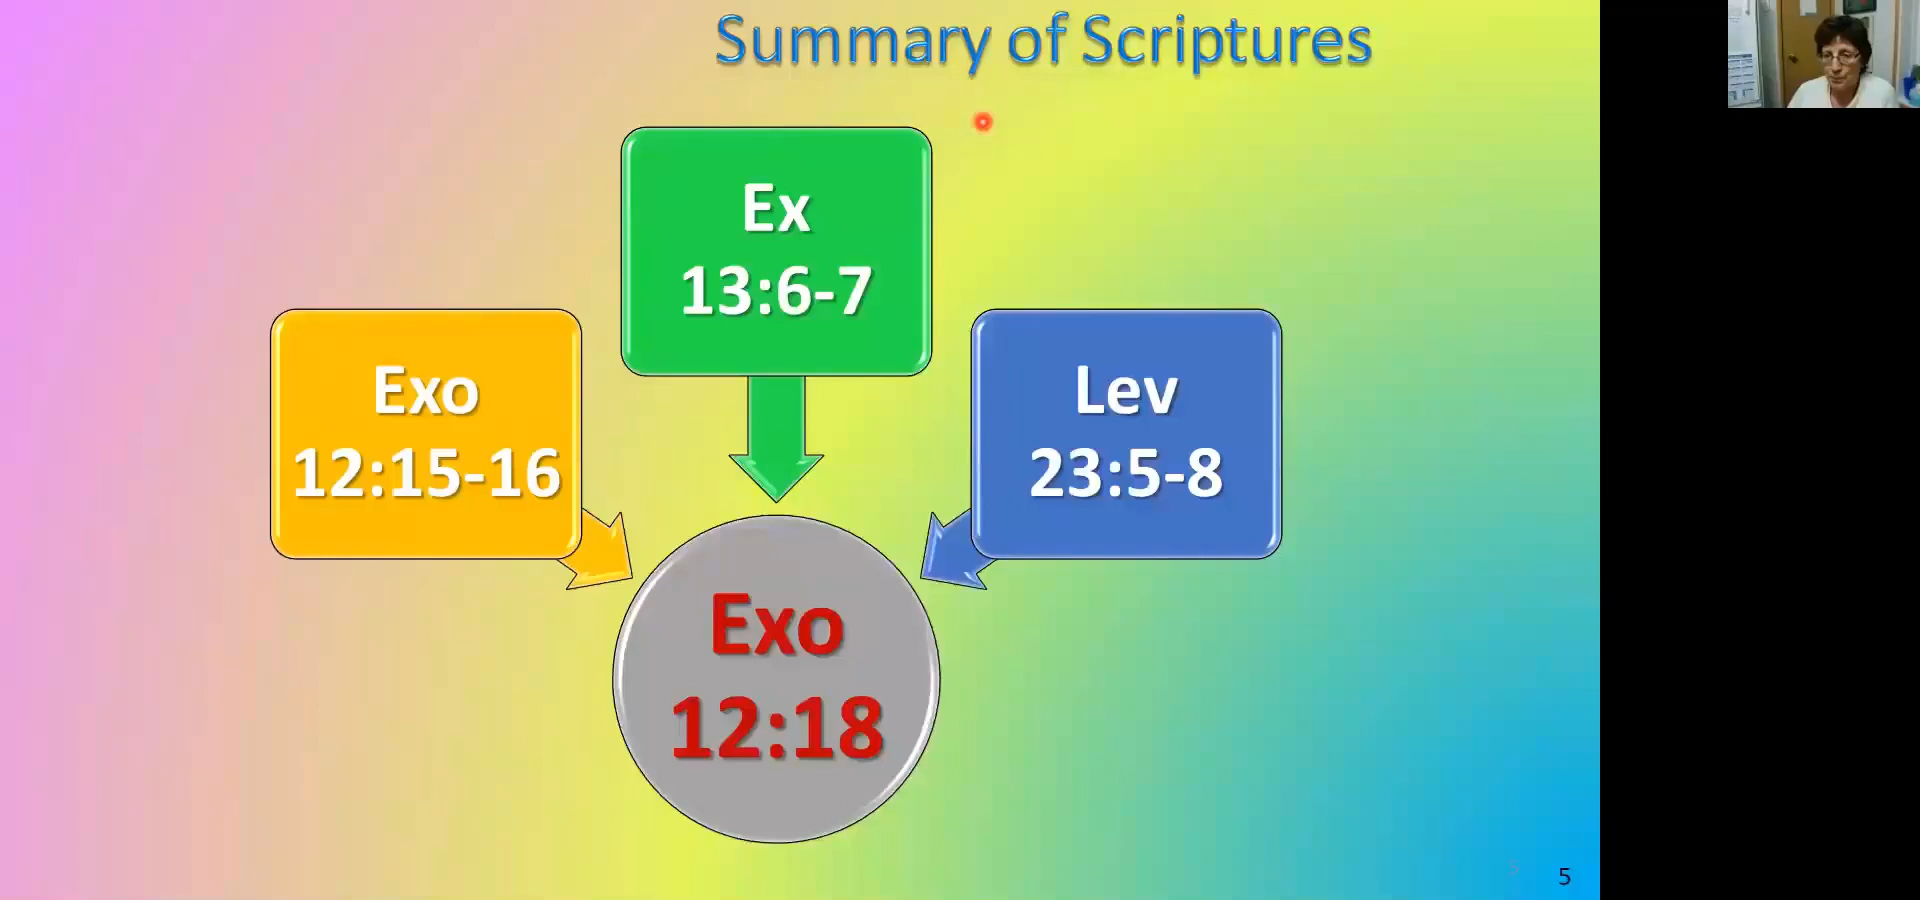 Summary of Scriptures
Ex
13:6-7
Exo
12:15-16
Lev
23:5-8
Exo
12:18
5
5